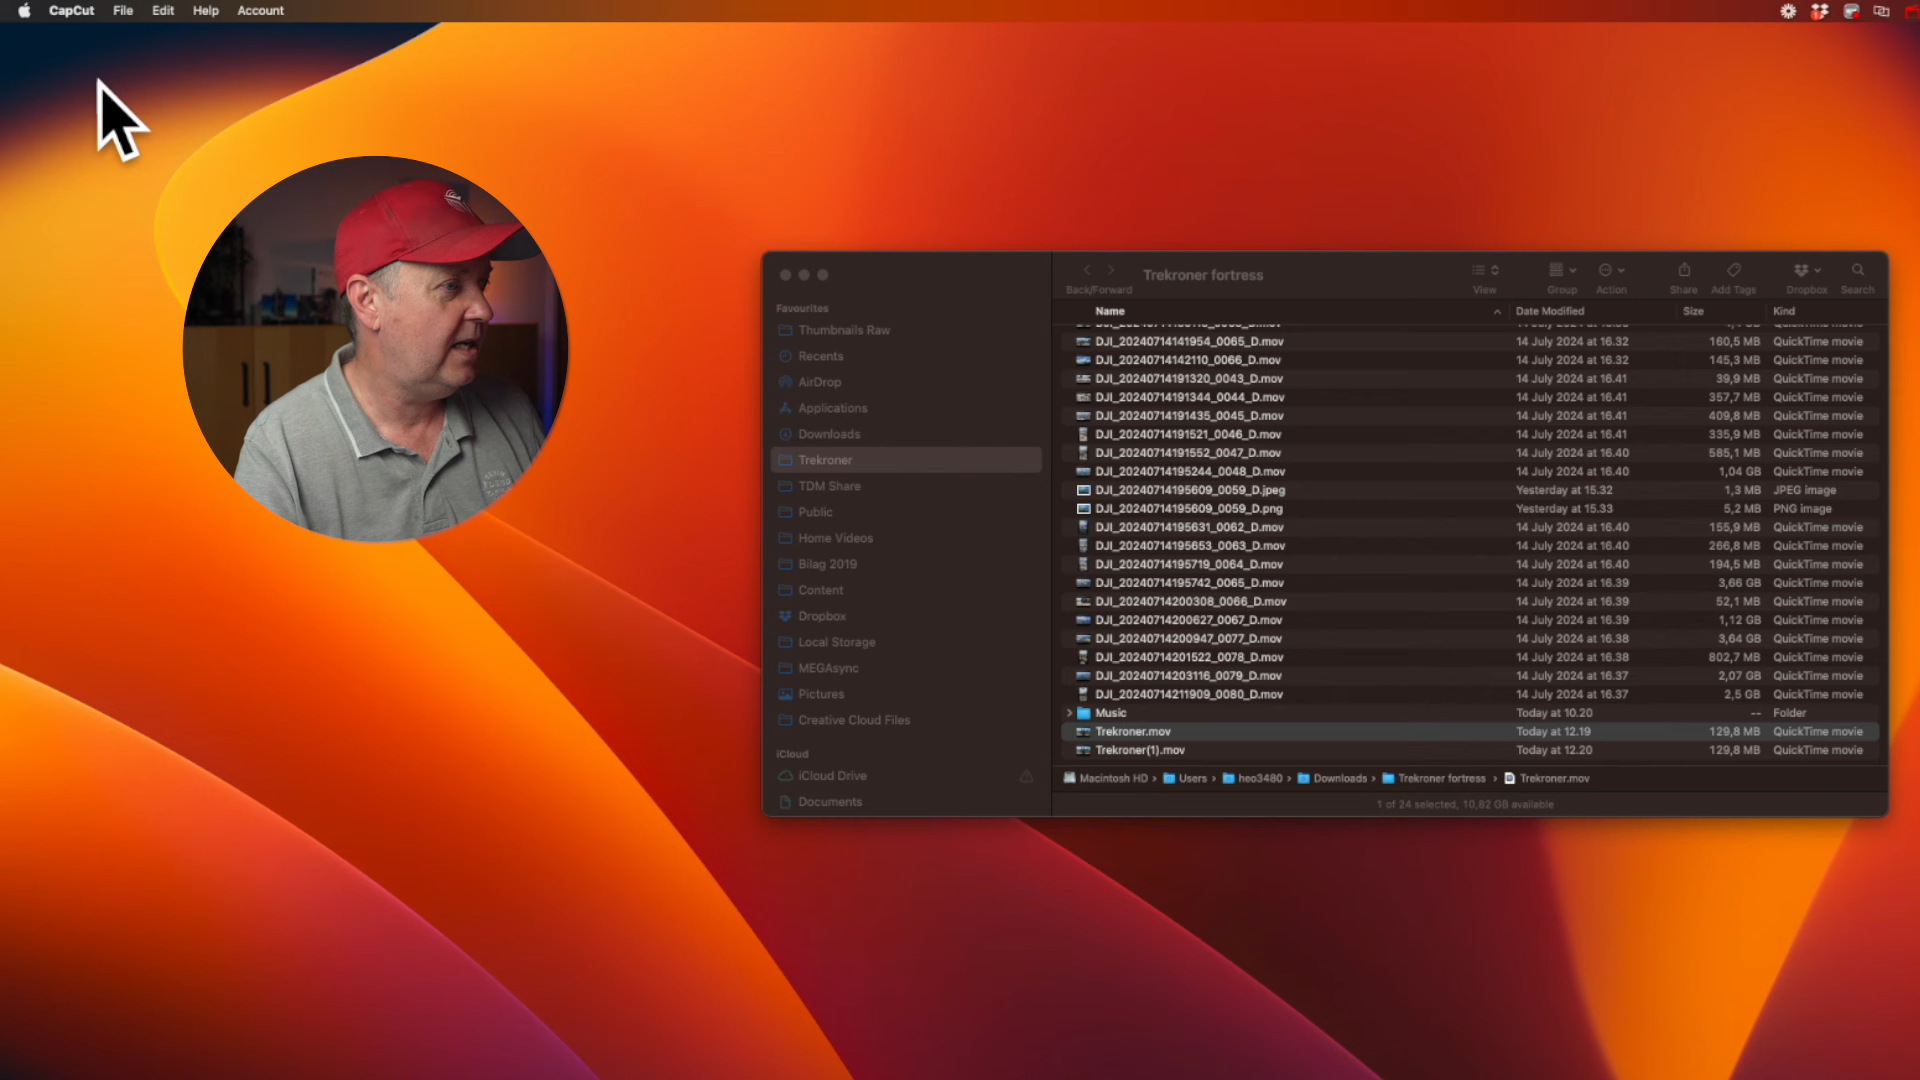 CapCut File Edit Help Account
Trekroner fortress
Back/Forward View Group Action Share Add Tags Dropbox Search
Favourites
Thumbnails Raw
Recents
AirDrop
Applications
Downloads
Trekroner
TDM Share
Public
Home Videos
Bilag 2019
Content
Dropbox
Local Storage
MEGAsync
Pictures
Creative Cloud Files
iCloud
iCloud Drive
Documents
Name Date Modified Size Kind
DJI_20240714141954_0065_D.mov 14 July 2024 at 16.32 160,5 MB QuickTime movie
DJI_20240714142110_0066_D.mov 14 July 2024 at 16.32 145,3 MB QuickTime movie
DJI_20240714191320_0043_D.mov 14 July 2024 at 16.41 39,9 MB QuickTime movie
DJI_20240714191344_0044_D.mov 14 July 2024 at 16.41 357,7 MB QuickTime movie
DJI_20240714191435_0045_D.mov 14 July 2024 at 16.41 409,8 MB QuickTime movie
DJI_20240714191521_0046_D.mov 14 July 2024 at 16.41 335,9 MB QuickTime movie
DJI_20240714191552_0047_D.mov 14 July 2024 at 16.40 585,1 MB QuickTime movie
DJI_20240714195244_0048_D.mov 14 July 2024 at 16.40 1,04 GB QuickTime movie
DJI_20240714195609_0059_D.jpeg Yesterday at 15.32 1,3 MB JPEG image
DJI_20240714195609_0059_D.png Yesterday at 15.33 5,2 MB PNG image
DJI_20240714195631_0062_D.mov 14 July 2024 at 16.40 155,9 MB QuickTime movie
DJI_20240714195653_0063_D.mov 14 July 2024 at 16.40 266,8 MB QuickTime movie
DJI_20240714195719_0064_D.mov 14 July 2024 at 16.40 194,5 MB QuickTime movie
DJI_20240714195742_0065_D.mov 14 July 2024 at 16.39 3,66 GB QuickTime movie
DJI_20240714200308_0066_D.mov 14 July 2024 at 16.39 52,1 MB QuickTime movie
DJI_20240714200627_0067_D.mov 14 July 2024 at 16.39 1,12 GB QuickTime movie
DJI_20240714200947_0077_D.mov 14 July 2024 at 16.38 3,64 GB QuickTime movie
DJI_20240714201522_0078_D.mov 14 July 2024 at 16.38 802,7 MB QuickTime movie
DJI_20240714203116_0079_D.mov 14 July 2024 at 16.37 2,07 GB QuickTime movie
DJI_20240714211909_0080_D.mov 14 July 2024 at 16.37 2,5 GB QuickTime movie
Music Today at 10.20 -- Folder
Trekroner.mov Today at 12.19 129,8 MB QuickTime movie
Trekroner(1).mov Today at 12.20 129,8 MB QuickTime movie
Macintosh HD › Users › heo3480 › Downloads › Trekroner fortress › Trekroner.mov
1 of 24 selected, 10,82 GB available